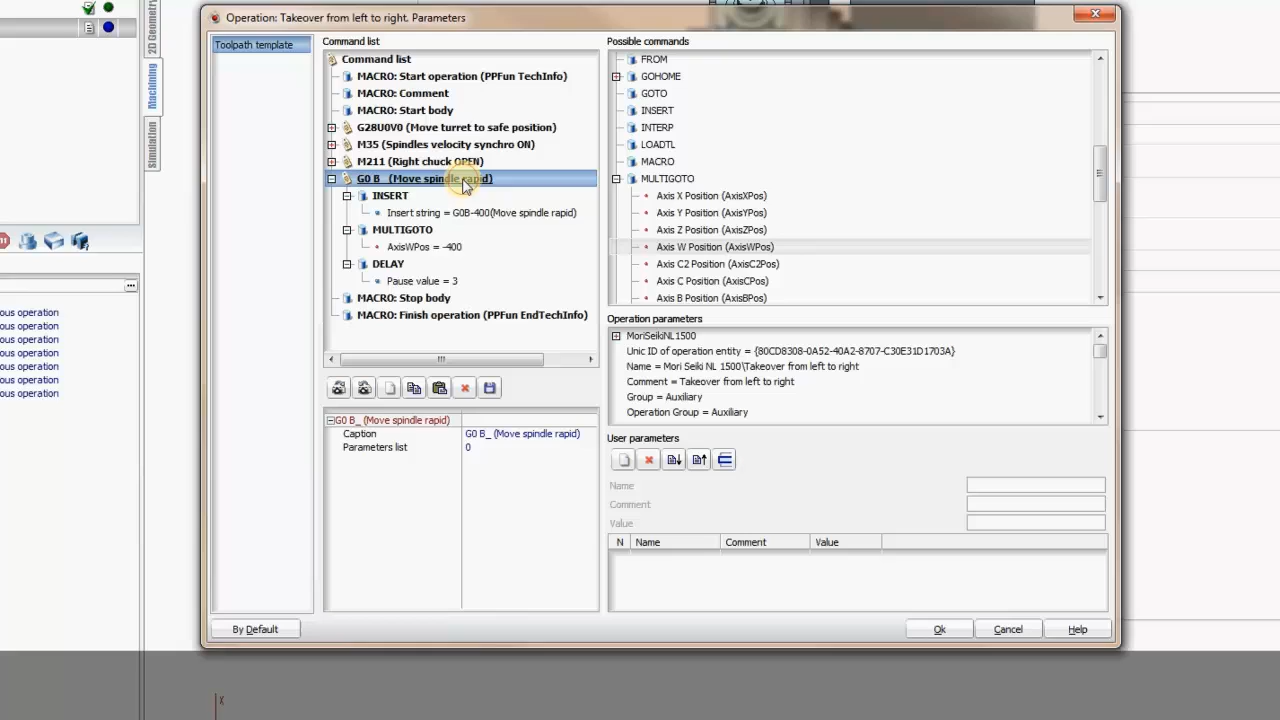 Operation: Takeover from left to right. Parameters
2D Geometry
Machining
Simulation
ous operation
ous operation
ous operation
ous operation
ous operation
ous operation
ous operation
Toolpath template
Command list
Command list
MACRO: Start operation (PPFun TechInfo)
MACRO: Comment
MACRO: Start body
G28U0V0 (Move turret to safe position)
M35 (Spindles velocity synchro ON)
M211 (Right chuck OPEN)
G0 B_ (Move spindle rapid)
INSERT
Insert string = G0B-400(Move spindle rapid)
MULTIGOTO
AxisWPos = -400
DELAY
Pause value = 3
MACRO: Stop body
MACRO: Finish operation (PPFun EndTechInfo)
G0 B_ (Move spindle rapid)
Caption G0 B_ (Move spindle rapid)
Parameters list 0
Possible commands
FROM
GOHOME
GOTO
INSERT
INTERP
LOADTL
MACRO
MULTIGOTO
Axis X Position (AxisXPos)
Axis Y Position (AxisYPos)
Axis Z Position (AxisZPos)
Axis W Position (AxisWPos)
Axis C2 Position (AxisC2Pos)
Axis C Position (AxisCPos)
Axis B Position (AxisBPos)
Operation parameters
MoriSeikiNL1500
Unic ID of operation entity = {80CD8308-0A52-40A2-8707-C30E31D1703A}
Name = Mori Seiki NL 1500\Takeover from left to right
Comment = Takeover from left to right
Group = Auxiliary
Operation Group = Auxiliary
User parameters
Name
Comment
Value
N Name Comment Value
By Default
Ok Cancel Help
X